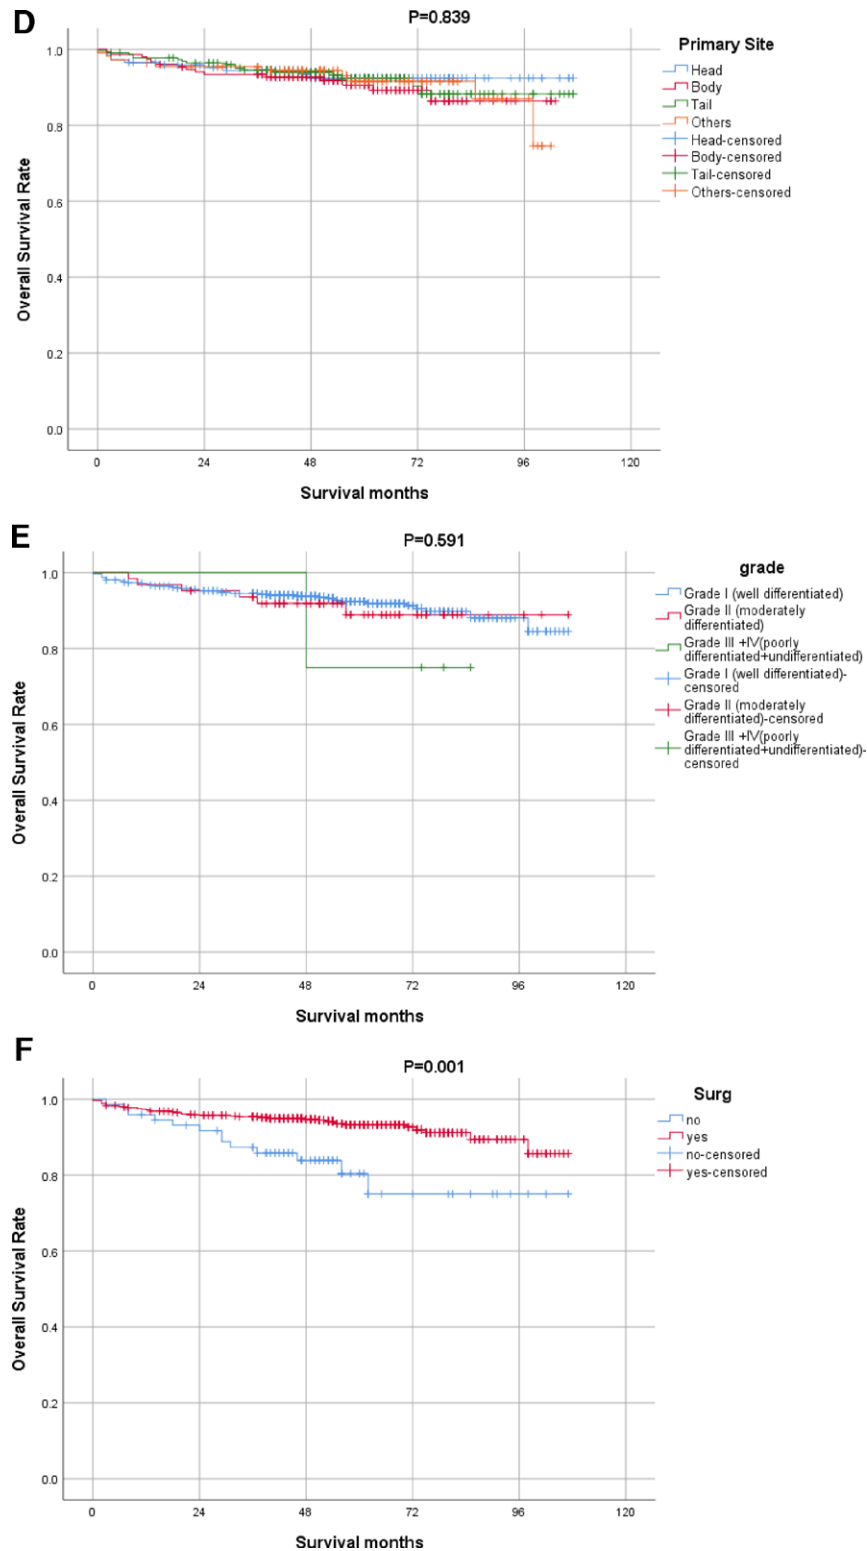 D
P=0.839
1.0
0.8
0.6
0.4
0.2
0.0
Overall Survival Rate
0 24 48 72 96 120
Survival months
Primary Site
Head
Body
Tail
Others
Head-censored
Body-censored
Tail-censored
Others-censored
E
P=0.591
1.0
0.8
0.6
0.4
0.2
0.0
Overall Survival Rate
0 24 48 72 96 120
Survival months
grade
Grade I (well differentiated)
Grade II (moderately
differentiated)
Grade III +IV(poorly
differentiated+undifferentiated)
Grade I (well differentiated)-
censored
Grade II (moderately
differentiated)-censored
Grade III +IV(poorly
differentiated+undifferentiated)-
censored
F
P=0.001
1.0
0.8
0.6
0.4
0.2
0.0
Overall Survival Rate
0 24 48 72 96 120
Survival months
Surg
no
yes
no-censored
yes-censored